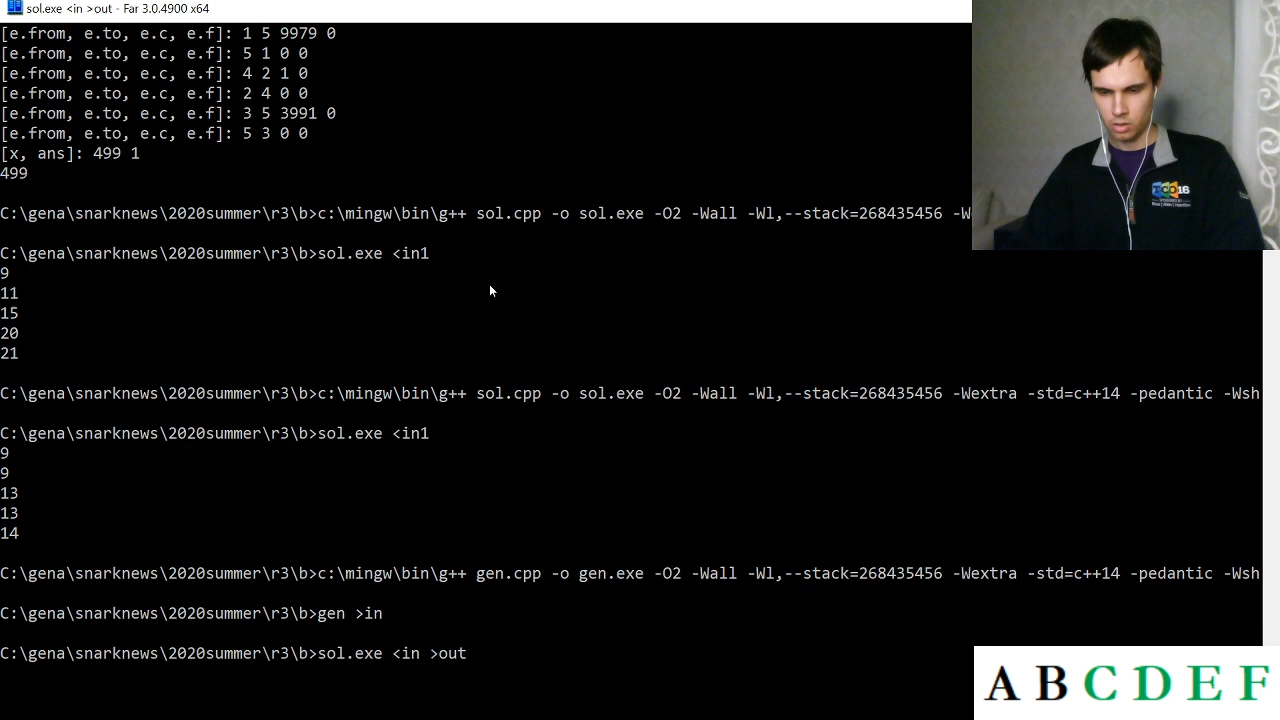 sol.exe <in >out - Far 3.0.4900 x64
[e.from, e.to, e.c, e.f]: 1 5 9979 0
[e.from, e.to, e.c, e.f]: 5 1 0 0
[e.from, e.to, e.c, e.f]: 4 2 1 0
[e.from, e.to, e.c, e.f]: 2 4 0 0
[e.from, e.to, e.c, e.f]: 3 5 3991 0
[e.from, e.to, e.c, e.f]: 5 3 0 0
[x, ans]: 499 1
499
C:\gena\snarknews\2020summer\r3\b>c:\mingw\bin\g++ sol.cpp -o sol.exe -O2 -Wall -Wl,--stack=268435456 -W
C:\gena\snarknews\2020summer\r3\b>sol.exe <in1
9
11
15
20
21
C:\gena\snarknews\2020summer\r3\b>c:\mingw\bin\g++ sol.cpp -o sol.exe -O2 -Wall -Wl,--stack=268435456 -Wextra -std=c++14 -pedantic -Wsh
C:\gena\snarknews\2020summer\r3\b>sol.exe <in1
9
9
13
13
14
C:\gena\snarknews\2020summer\r3\b>c:\mingw\bin\g++ gen.cpp -o gen.exe -O2 -Wall -Wl,--stack=268435456 -Wextra -std=c++14 -pedantic -Wsh
C:\gena\snarknews\2020summer\r3\b>gen >in
C:\gena\snarknews\2020summer\r3\b>sol.exe <in >out
A B C D E F